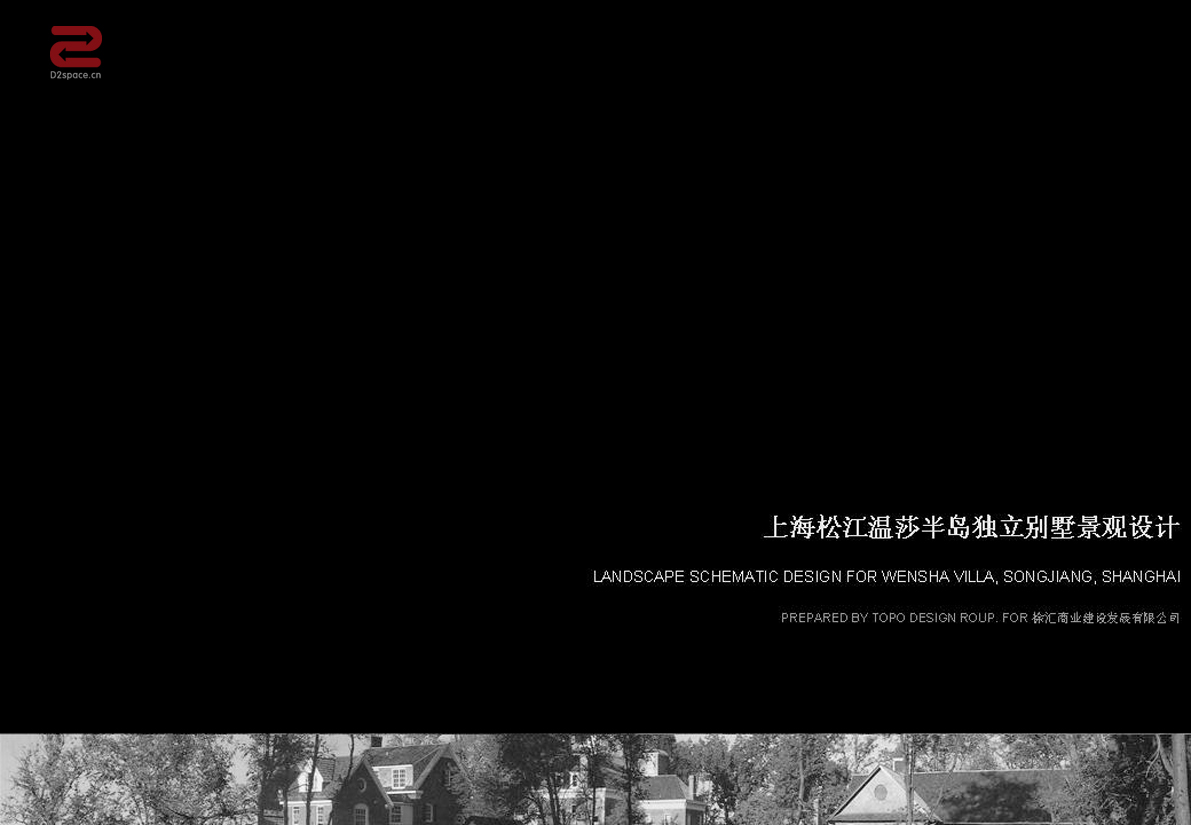 D2space.cn
上海松江温莎半岛独立别墅景观设计
LANDSCAPE SCHEMATIC DESIGN FOR WENSHA VILLA, SONGJIANG, SHANGHAI
PREPARED BY TOPO DESIGN ROUP. FOR 徐汇商业建设发展有限公司